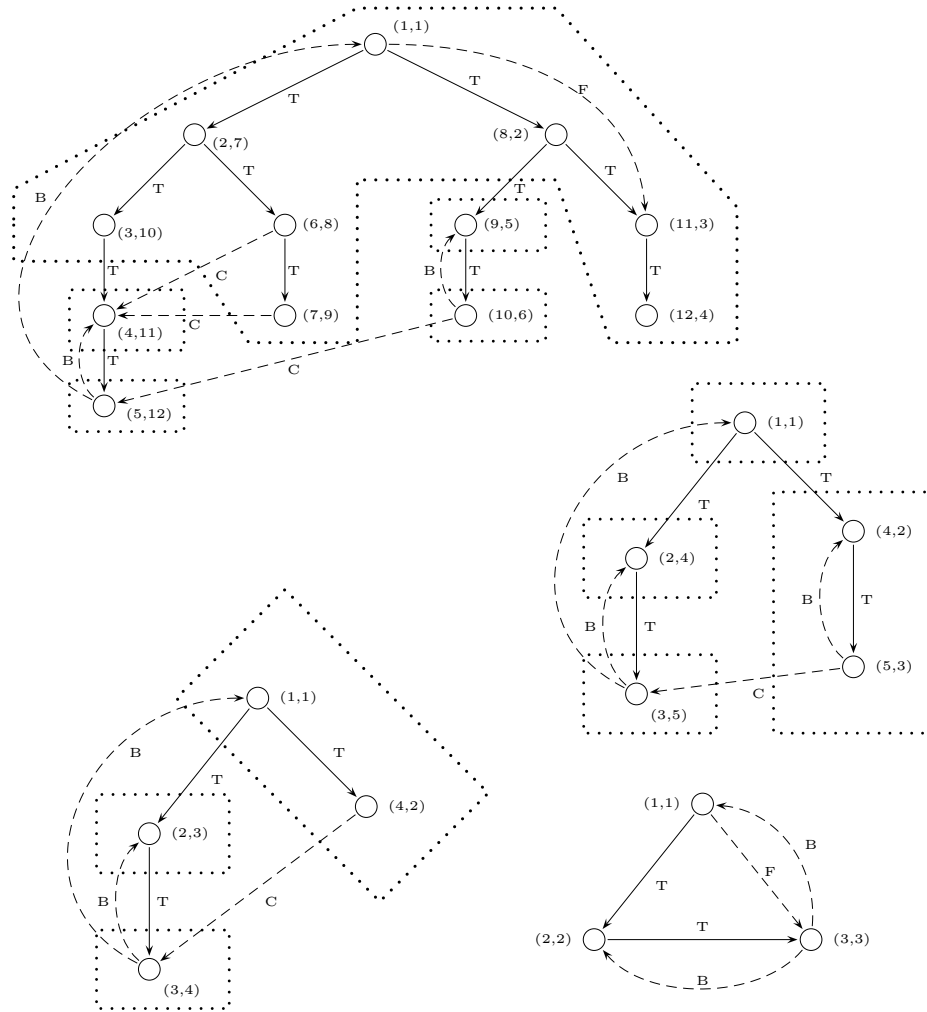 (1,1)
T
T
F
(2,7)
(8,2)
B
T
T
T
T
(3,10)
(6,8)
(9,5)
(11,3)
T
C
T
B
T
T
(4,11)
C
(7,9)
(10,6)
(12,4)
B
T
C
(5,12)
(1,1)
B
T
T
(2,4)
(4,2)
B
T
B
T
(3,5)
C
(5,3)
(1,1)
B
T
T
(2,3)
(4,2)
B
T
C
(3,4)
(1,1)
B
T
F
(2,2)
T
(3,3)
B